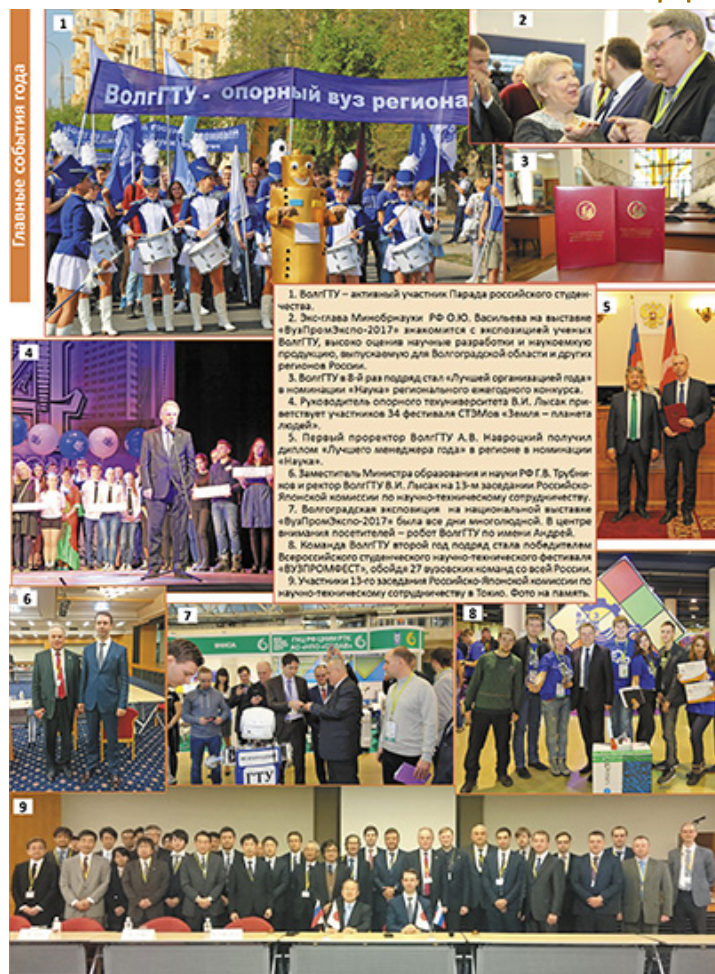 Главные события года
1
ВолгГТУ - опорный вуз региона
2
3
4
5
1. ВолгГТУ – активный участник Парада российского студен-
чества.
2. Экс-глава Минобрнауки РФ О.Ю. Васильева на выставке
«ВузПромЭкспо-2017» знакомится с экспозицией ученых
ВолгГТУ, высоко оценив научные разработки и наукоемкую
продукцию, выпускаемую для Волгоградской области и других
регионов России.
3. ВолгГТУ в 8-й раз подряд стал «Лучшей организацией года»
в номинации «Наука» регионального ежегодного конкурса.
4. Руководитель опорного техуниверситета В.И. Лысак при-
ветствует участников 34 фестиваля СТЭМов «Земля – планета
людей».
5. Первый проректор ВолгГТУ А.В. Навроцкий получил
диплом «Лучшего менеджера года» в регионе в номинации
«Наука».
6. Заместитель Министра образования и науки РФ Г.В. Трубни-
ков и ректор ВолгГТУ В.И. Лысак на 13-м заседании Российско-
Японской комиссии по научно-техническому сотрудничеству.
7. Волгоградская экспозиция на национальной выставке
«ВузПромЭкспо-2017» была все дни многолюдной. В центре
внимания посетителей – робот ВолгГТУ по имени Андрей.
8. Команда ВолгГТУ второй год подряд стала победителем
Всероссийского студенческого научно-технического фестиваля
«ВУЗПРОМФЕСТ», обойдя 27 вузовских команд со всей России.
9. Участники 13-го заседания Российско-Японской комиссии по
научно-техническому сотрудничеству в Токио. Фото на память.
6
7
6
6
ГТУ
8
9